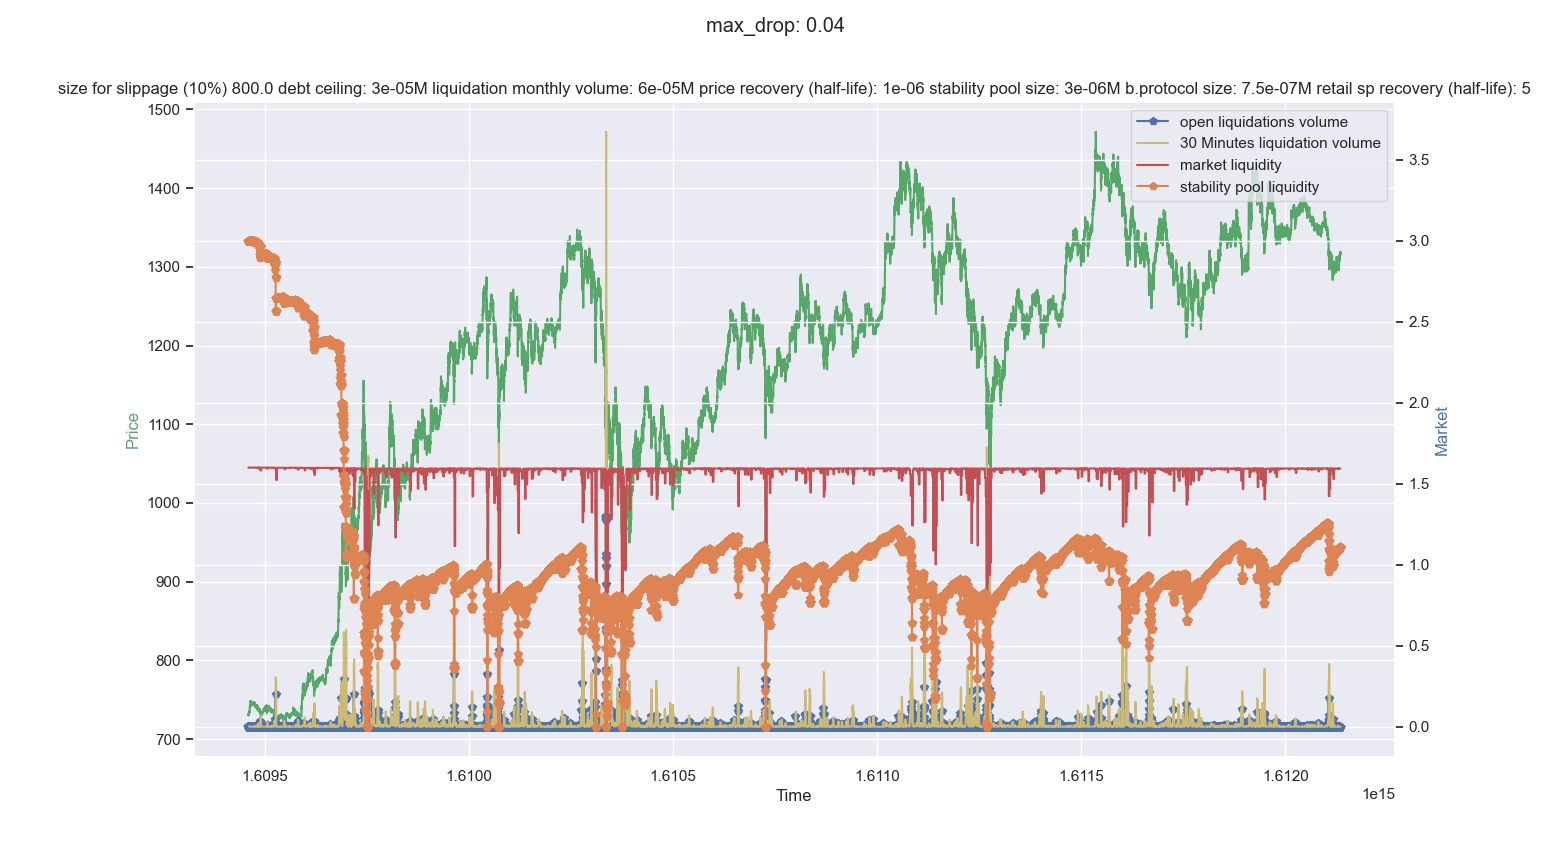 max_drop: 0.04
size for slippage (10%) 800.0 debt ceiling: 3e-05M liquidation monthly volume: 6e-05M price recovery (half-life): 1e-06 stability pool size: 3e-06M b.protocol size: 7.5e-07M retail sp recovery (half-life): 5
open liquidations volume
30 Minutes liquidation volume
market liquidity
stability pool liquidity
1500
1400
1300
1200
1100
1000
900
800
700
Price
3.5
3.0
2.5
2.0
1.5
1.0
0.5
0.0
Market
1.6095 1.6100 1.6105 1.6110 1.6115 1.6120
1e15
Time